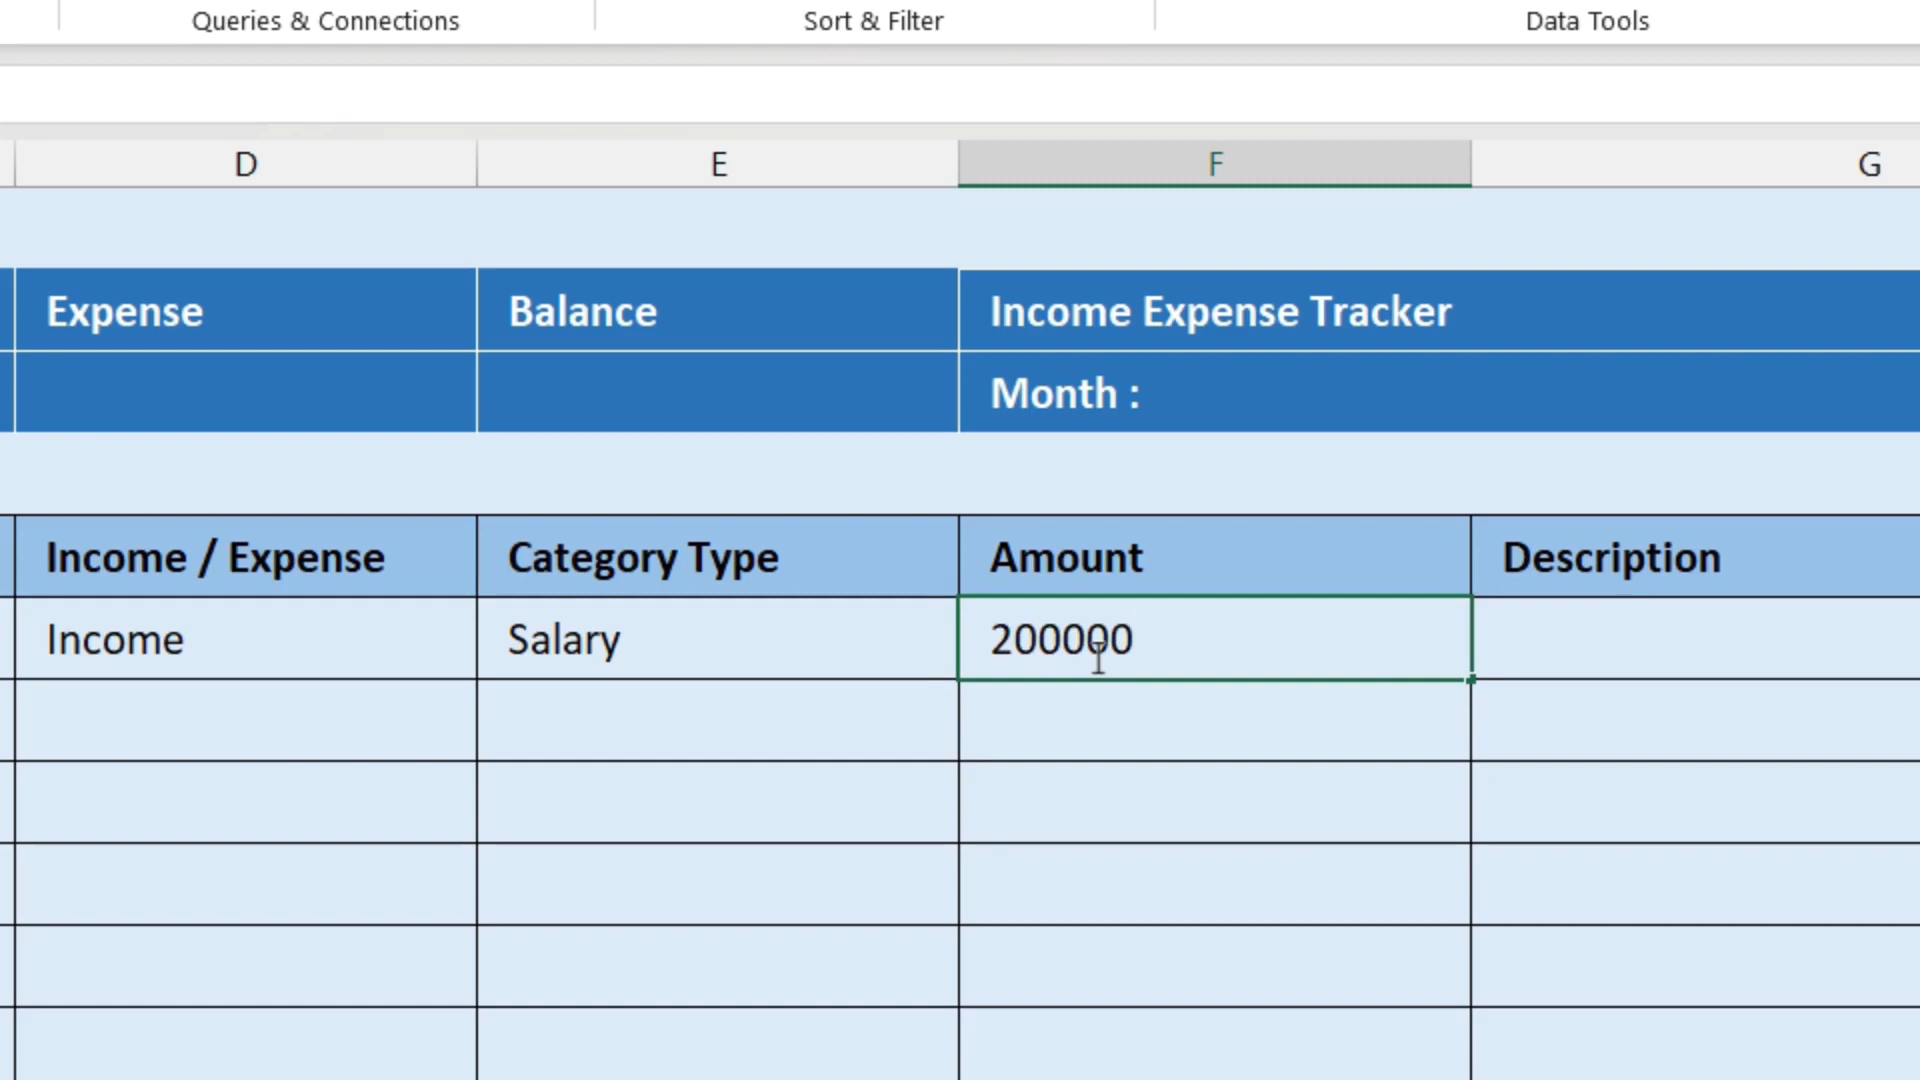 Queries & Connections Sort & Filter Data Tools
D E F G
Expense Balance Income Expense Tracker
Month :
Income / Expense Category Type Amount Description
Income Salary 200000